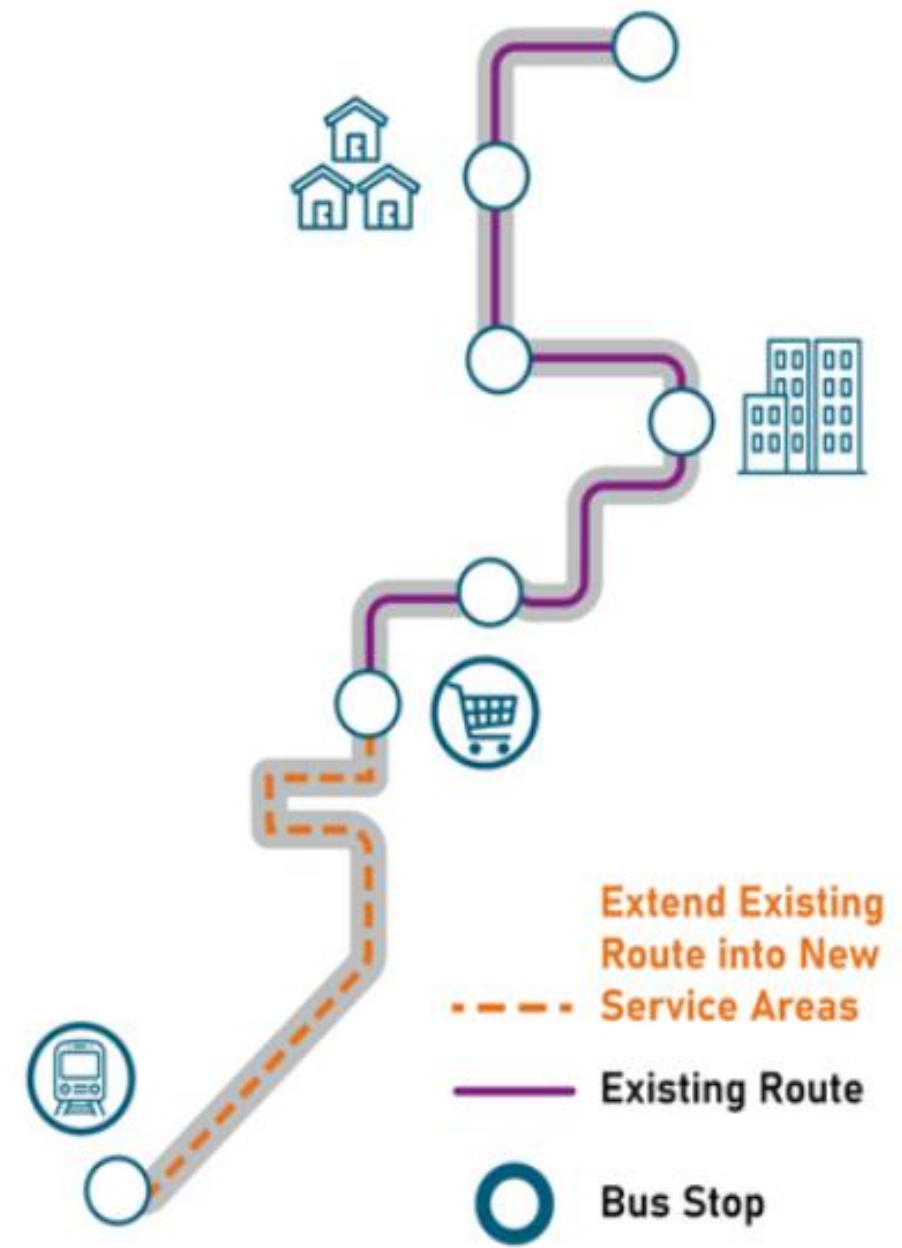 Extend Existing
Route into New
Service Areas
Existing Route
Bus Stop